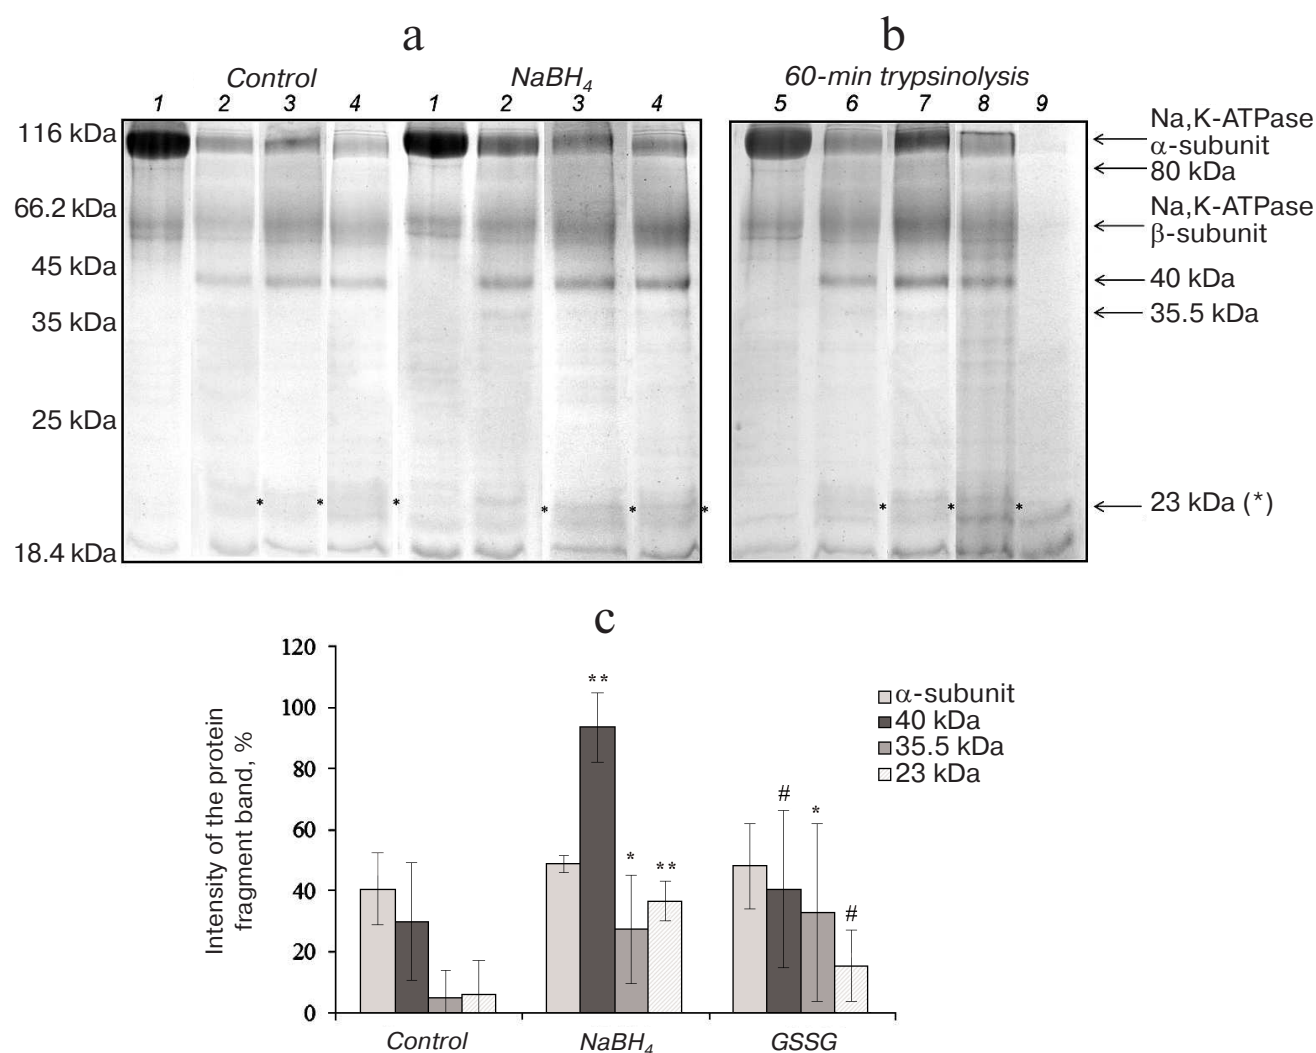 a
b
Control
NaBH4
60-min trypsinolysis
1 2 3 4 1 2 3 4
5 6 7 8 9
116 kDa
66.2 kDa
45 kDa
35 kDa
25 kDa
18.4 kDa
* * * * * *
* * *
Na,K-ATPase
α-subunit
80 kDa
Na,K-ATPase
β-subunit
40 kDa
35.5 kDa
23 kDa (*)
c
Intensity of the protein
fragment band, %
120
100
80
60
40
20
0
**
*
**
#
*
#
α-subunit
40 kDa
35.5 kDa
23 kDa
Control
NaBH4
GSSG